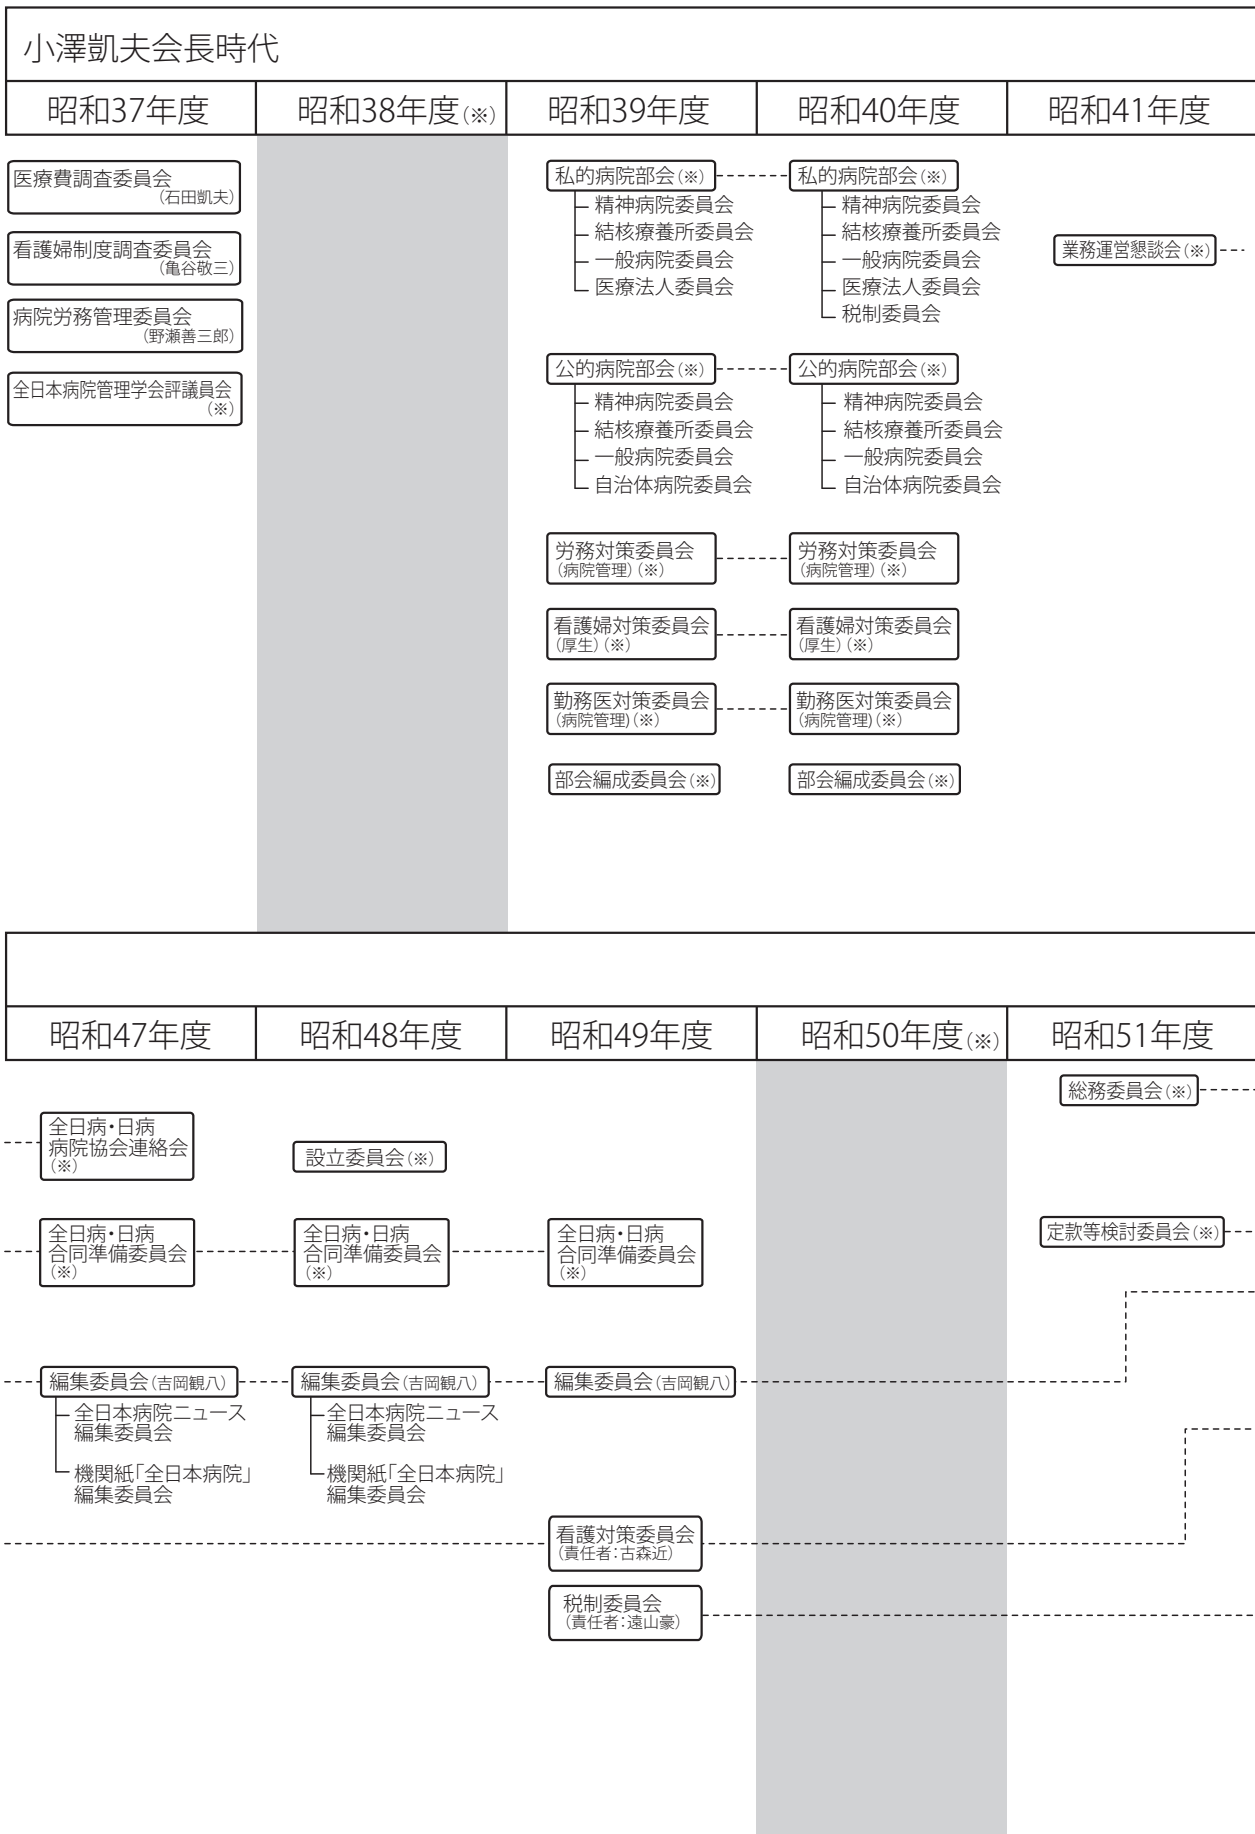 小澤凱夫会長時代
昭和37年度
昭和38年度(※)
昭和39年度
昭和40年度
昭和41年度
医療費調査委員会
(石田凱夫)
看護婦制度調査委員会
(亀谷敬三)
病院労務管理委員会
(野瀬善三郎)
全日本病院管理学会評議員会
(※)
私的病院部会(※)
精神病院委員会
結核療養所委員会
一般病院委員会
医療法人委員会
公的病院部会(※)
精神病院委員会
結核療養所委員会
一般病院委員会
自治体病院委員会
労務対策委員会
(病院管理)(※)
看護婦対策委員会
(厚生)(※)
勤務医対策委員会
(病院管理)(※)
部会編成委員会(※)
私的病院部会(※)
精神病院委員会
結核療養所委員会
一般病院委員会
医療法人委員会
税制委員会
公的病院部会(※)
精神病院委員会
結核療養所委員会
一般病院委員会
自治体病院委員会
労務対策委員会
(病院管理)(※)
看護婦対策委員会
(厚生)(※)
勤務医対策委員会
(病院管理)(※)
部会編成委員会(※)
業務運営懇談会(※)
昭和47年度
昭和48年度
昭和49年度
昭和50年度(※)
昭和51年度
全日病・日病
病院協会連絡会
(※)
全日病・日病
合同準備委員会
(※)
編集委員会(吉岡観八)
全日本病院ニュース
編集委員会
機関紙「全日本病院」
編集委員会
設立委員会(※)
全日病・日病
合同準備委員会
(※)
編集委員会(吉岡観八)
全日本病院ニュース
編集委員会
機関紙「全日本病院」
編集委員会
全日病・日病
合同準備委員会
(※)
編集委員会(吉岡観八)
看護対策委員会
(責任者:古森近)
税制委員会
(責任者:遠山豪)
総務委員会(※)
定款等検討委員会(※)